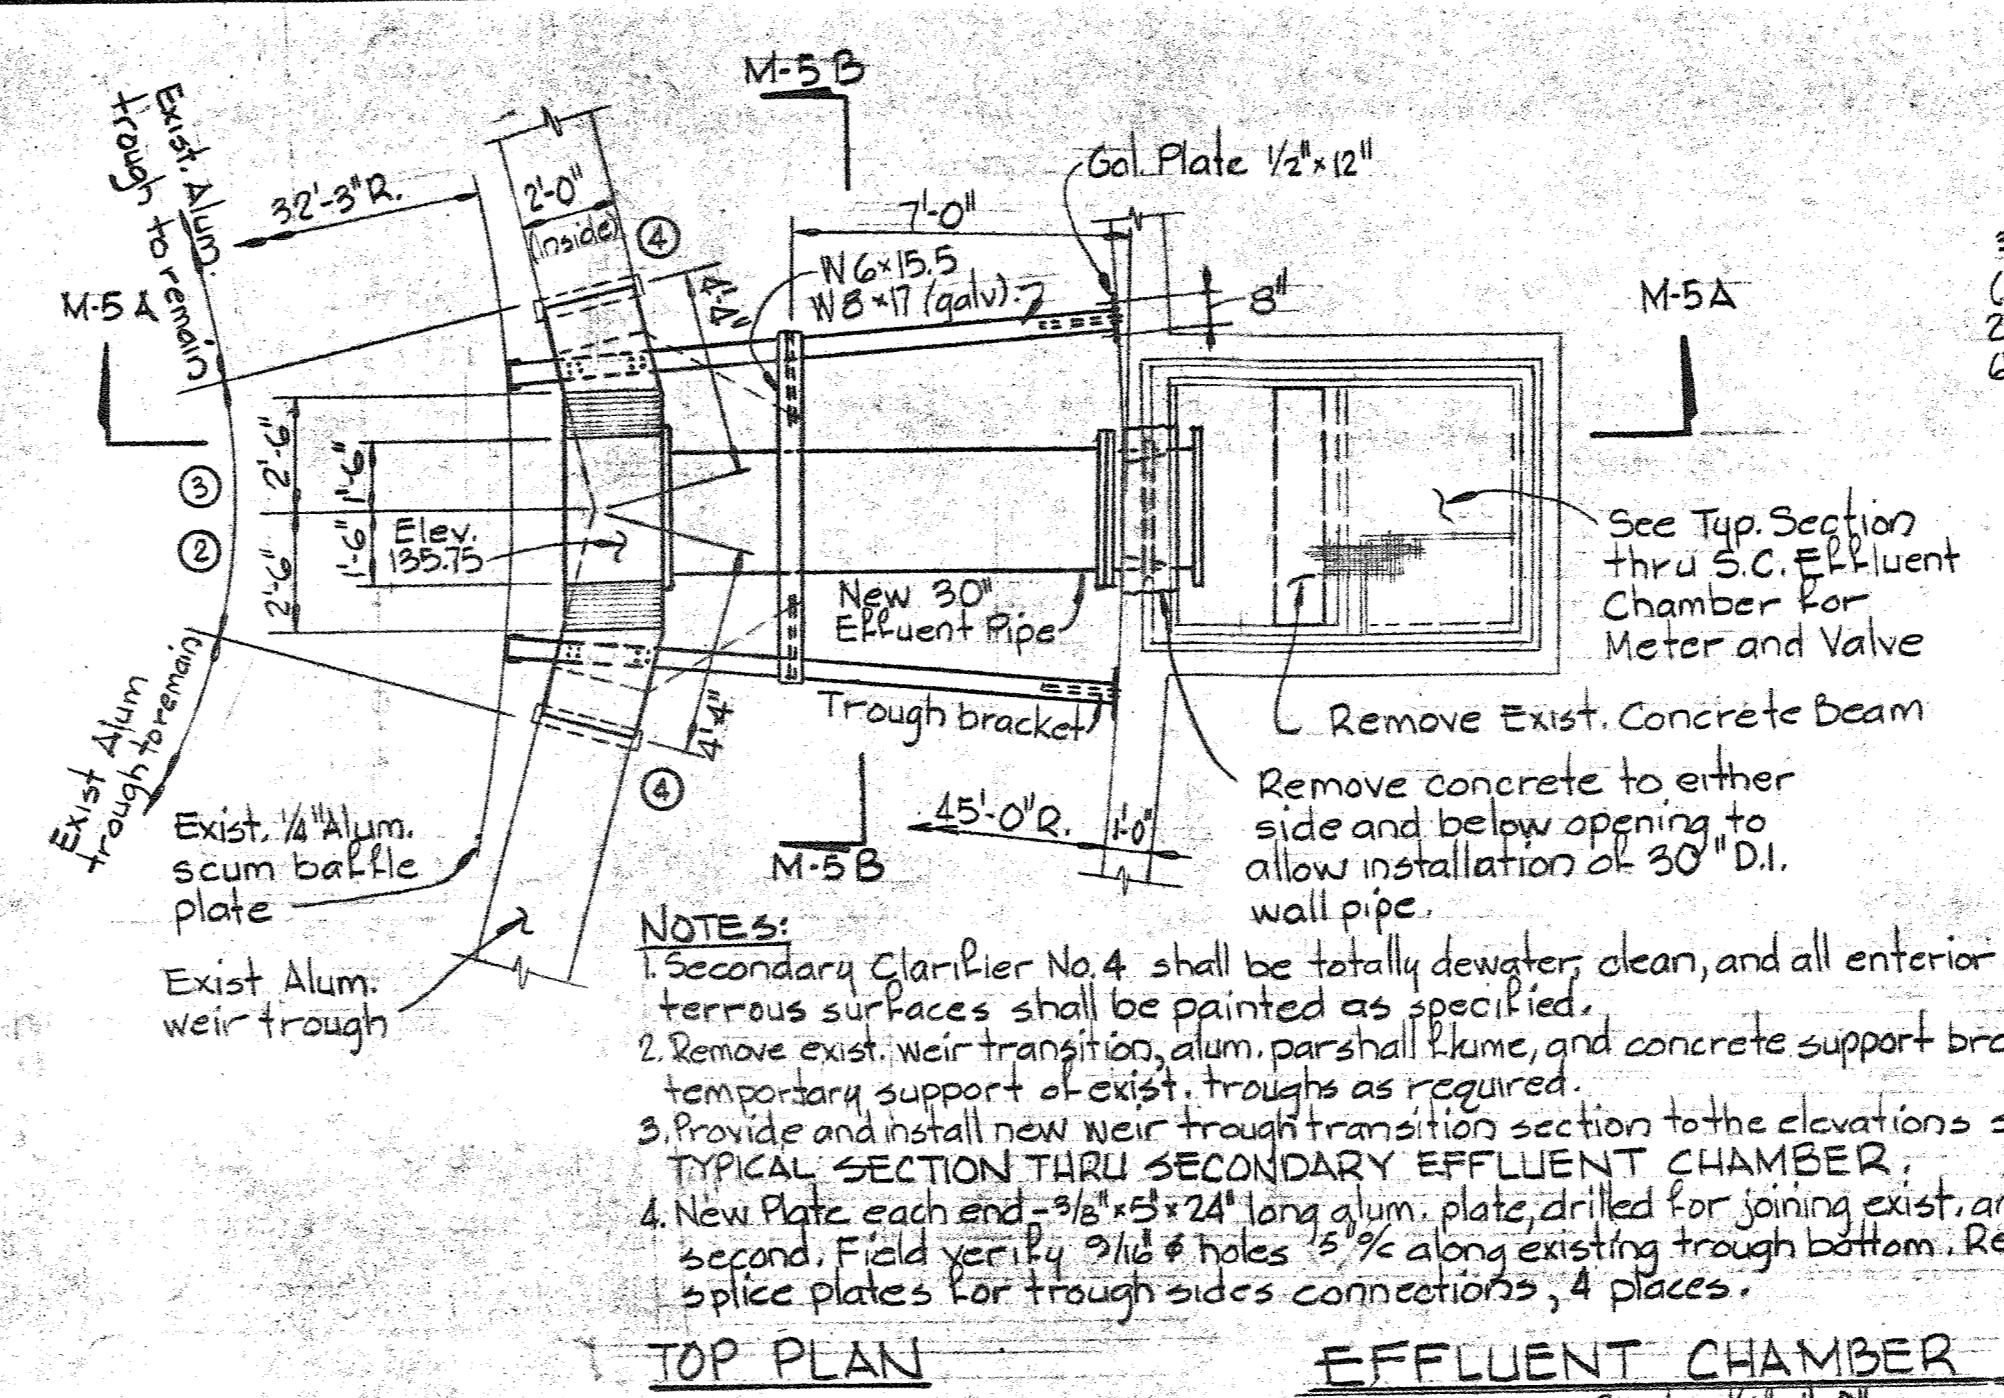 M-5B
Exist. Alum.
trough to remain
32'-3"R.
2'-0"
(inside)
4
7'-0"
Gal. Plate 1/2"x12"
W6x15.5
W8x17 (galv).
4'-4"
8"
M-5A
M-5A
2'-6"
1'-6"
3
2
1'-6"
2'-6"
Elev.
135.75
New 30"
Effuent Pipe
Trough bracket
See Typ. Section
thru S.C. Effluent
Chamber for
Meter and Valve
Remove Exist. Concrete Beam
Remove concrete to either
side and below opening to
allow installation of 30" D.I.
wall pipe.
4'-4"
4
45'-0"R.
1'-0"
M-5B
Exist Alum
trough to remain
Exist. 1/4" Alum.
scum baffle
plate
Exist Alum.
weir trough
NOTES:
1. Secondary Clarifier No. 4 shall be totally dewater, clean, and all enterior
terrous surfaces shall be painted as specified.
2. Remove exist. weir transition, alum. parshall flume, and concrete support
temportary support of exist. troughs as required.
3. Provide and install new weir trough transition section to the elevations
TYPICAL SECTION THRU SECONDARY EFFLUENT CHAMBER.
4. New Plate each end - 3/8"x5"x24" long alum. plate, drilled for joining exist.
second. Field verify 9/16" φ holes 5" o/c along existing trough bottom.
splice plates for trough sides connections, 4 places.
TOP PLAN
EFFLUENT CHAMBER